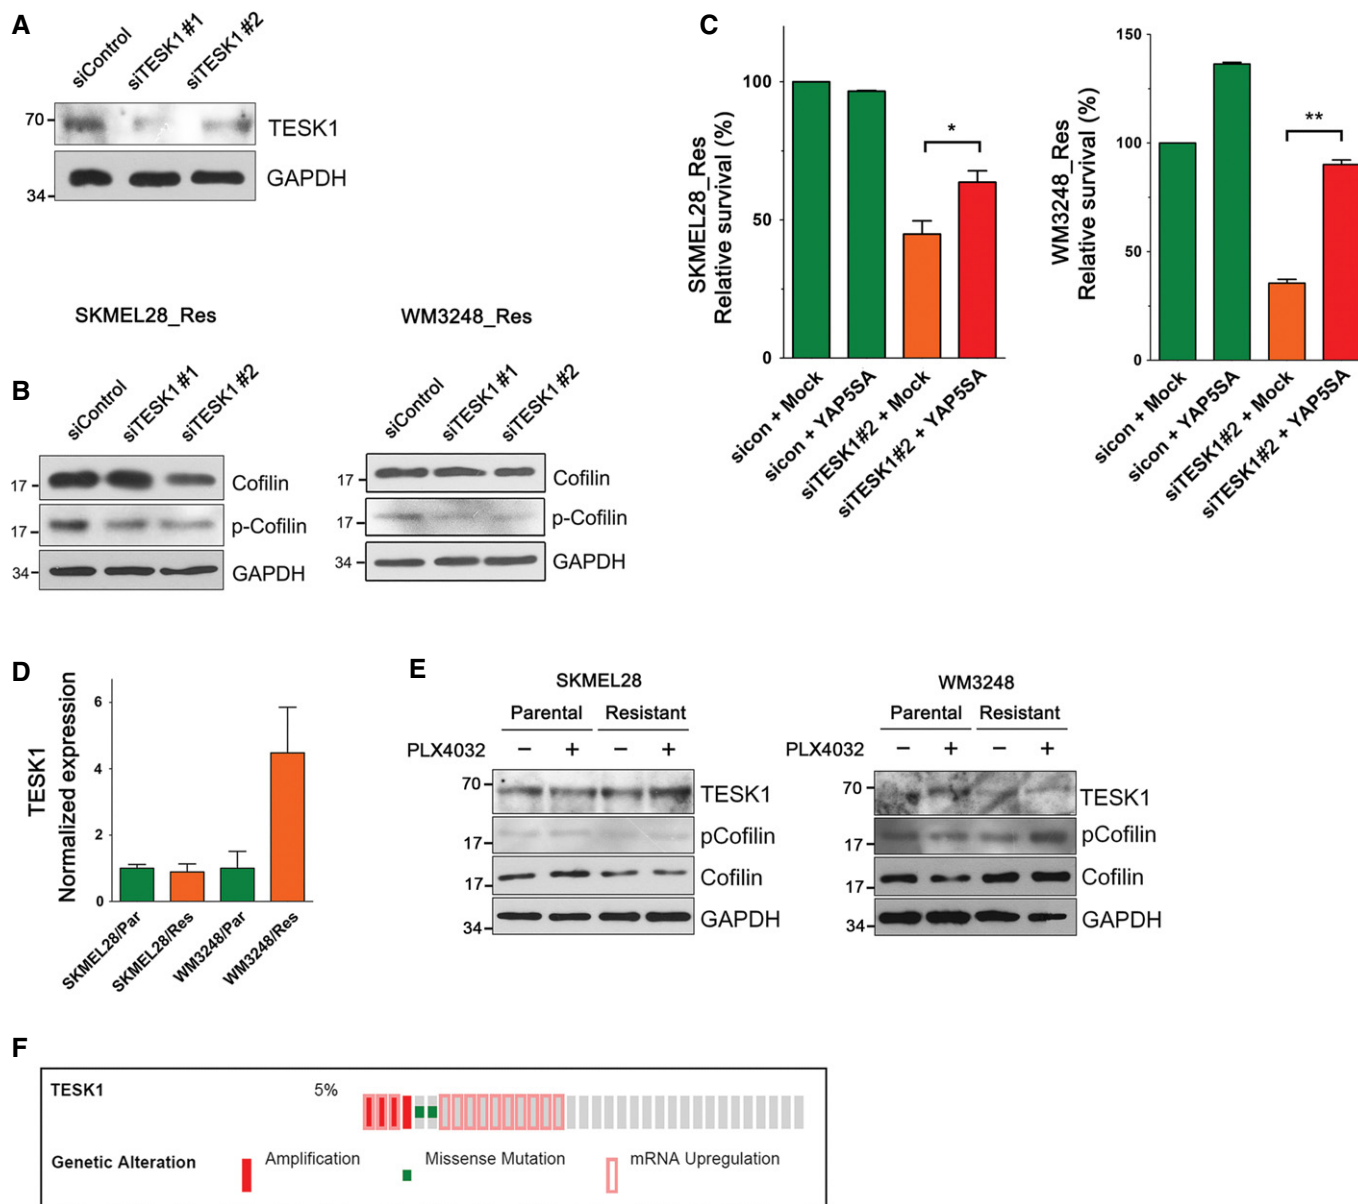 A
siControl
siTESK1 #1
siTESK1 #2
70
TESK1
GAPDH
34
SKMEL28_Res
WM3248_Res
B
siControl
siTESK1 #1
siTESK1 #2
17
Cofilin
17
p-Cofilin
34
GAPDH
siControl
siTESK1 #1
siTESK1 #2
17
Cofilin
17
p-Cofilin
34
GAPDH
C
SKMEL28_Res
Relative survival (%)
100
50
0
*
sicon + Mock
sicon + YAP5SA
siTESK1#2 + Mock
siTESK1#2 + YAP5SA
WM3248_Res
Relative survival (%)
150
100
50
0
**
sicon + Mock
sicon + YAP5SA
siTESK1#2 + Mock
siTESK1#2 + YAP5SA
D
TESK1
Normalized expression
6
4
2
0
SKMEL28/Par
SKMEL28/Res
WM3248/Par
WM3248/Res
E
SKMEL28
Parental Resistant
PLX4032 − + − +
70
TESK1
pCofilin
17
Cofilin
17
GAPDH
34
WM3248
Parental Resistant
PLX4032 − + − +
70
TESK1
pCofilin
17
Cofilin
17
GAPDH
34
F
TESK1 5%
Genetic Alteration Amplification Missense Mutation mRNA Upregulation